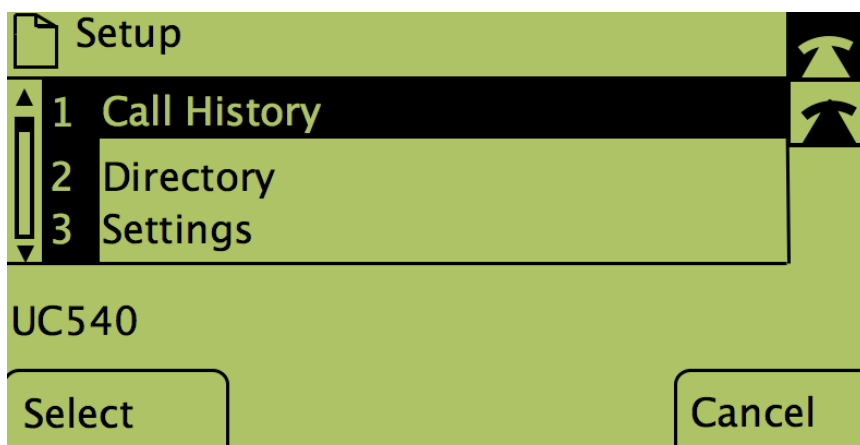 Setup
1 Call History
2 Directory
3 Settings
UC540
Select Cancel